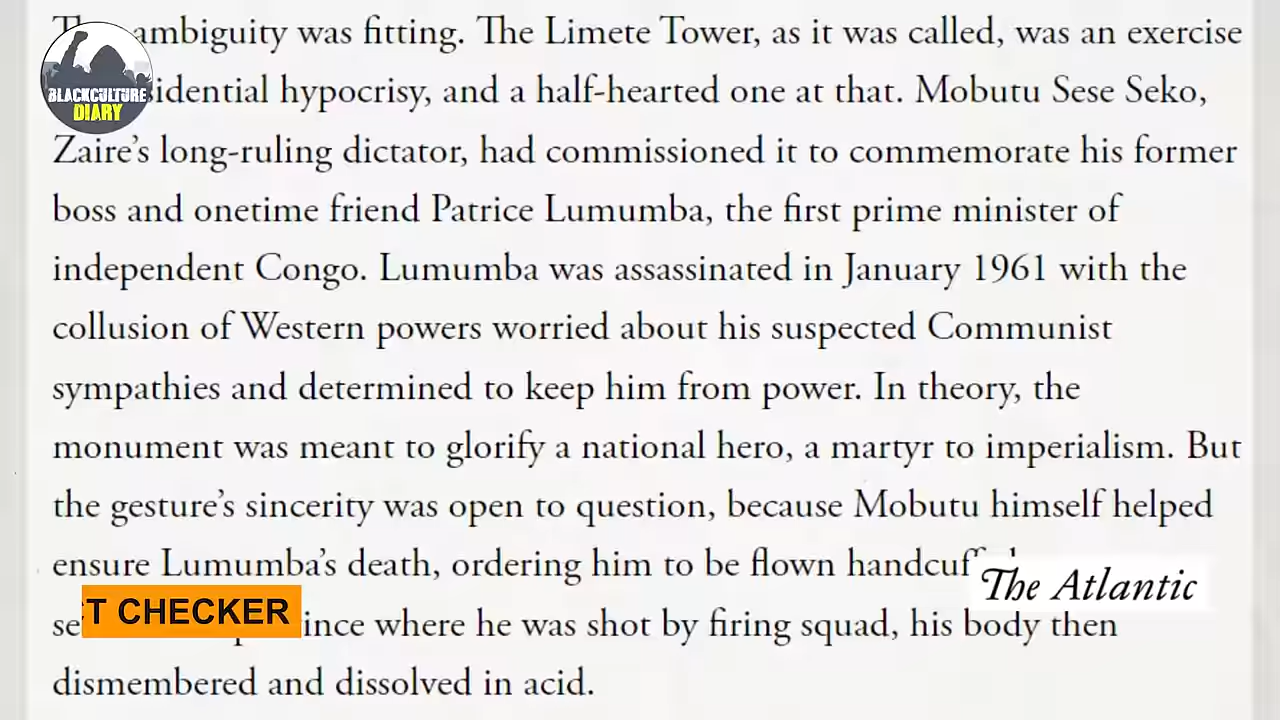 ambiguity was fitting. The Limete Tower, as it was called, was an exercise
sidential hypocrisy, and a half-hearted one at that. Mobutu Sese Seko,
Zaire’s long-ruling dictator, had commissioned it to commemorate his former
boss and onetime friend Patrice Lumumba, the first prime minister of
independent Congo. Lumumba was assassinated in January 1961 with the
collusion of Western powers worried about his suspected Communist
sympathies and determined to keep him from power. In theory, the
monument was meant to glorify a national hero, a martyr to imperialism. But
the gesture’s sincerity was open to question, because Mobutu himself helped
ensure Lumumba’s death, ordering him to be flown
ince where he was shot by firing squad, his body then
dismembered and dissolved in acid.
BLACKCULTURE
DIARY
T CHECKER
The Atlantic